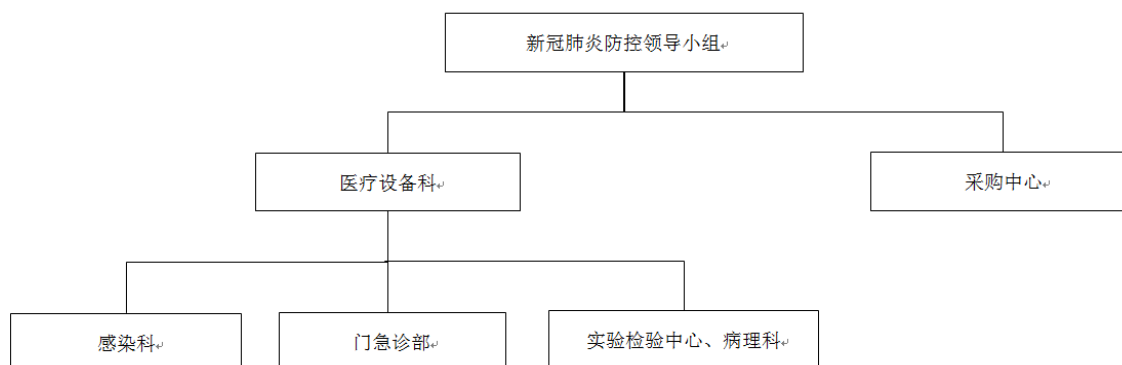 新冠肺炎防控领导小组
医疗设备科
采购中心
感染科
门急诊部
实验检验中心、病理科